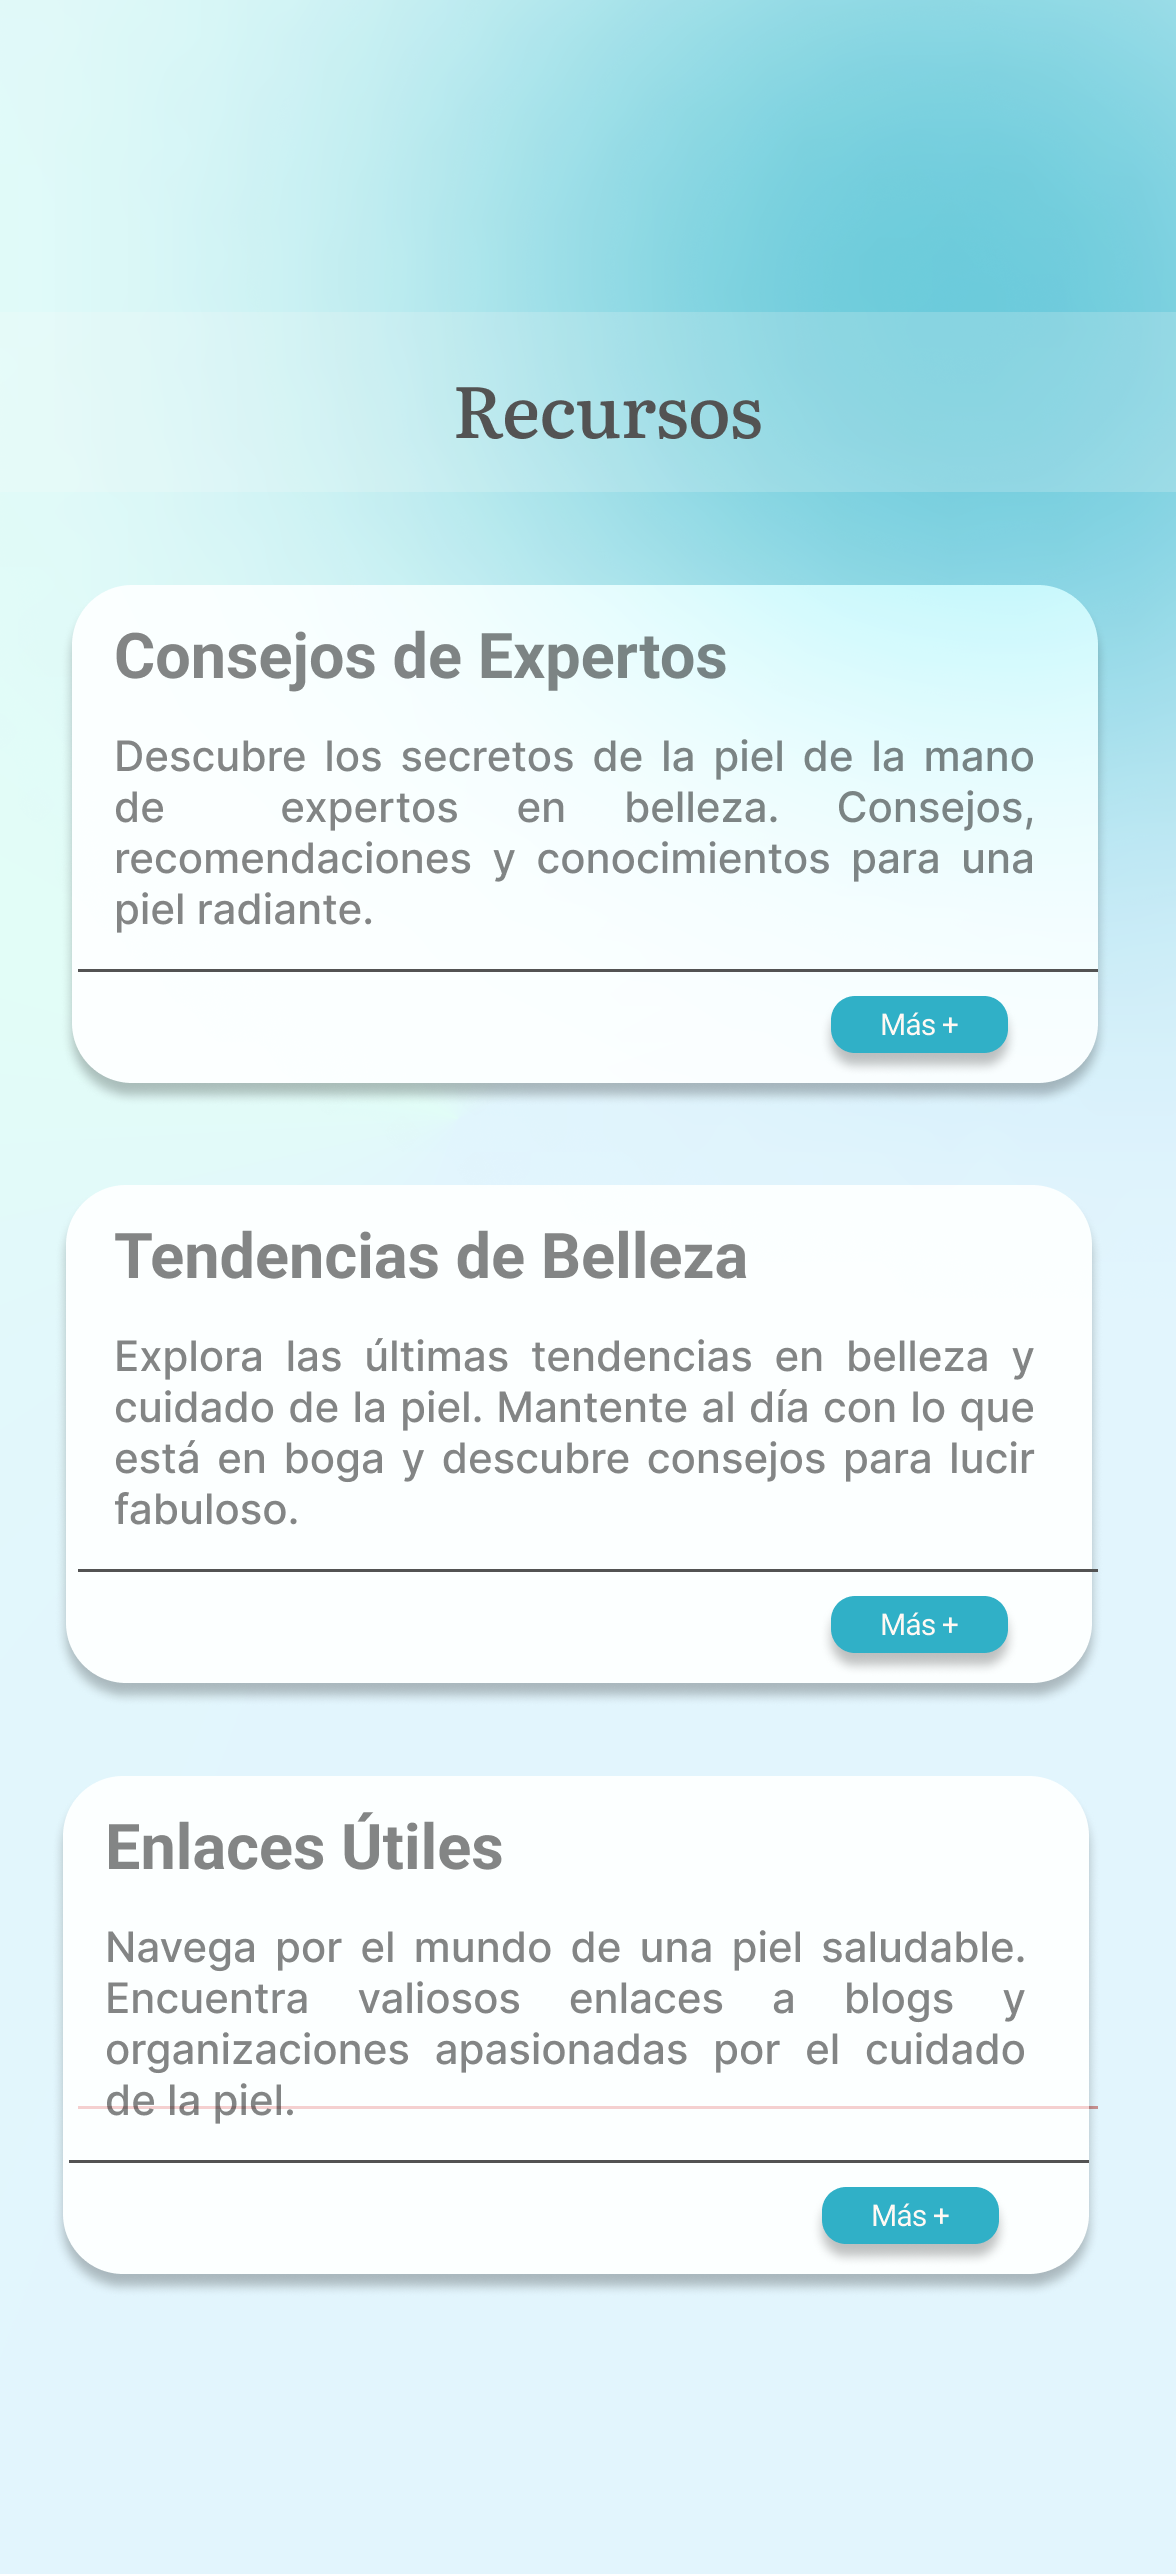 Recursos
Consejos de Expertos
Descubre los secretos de la piel de la mano
de expertos en belleza. Consejos,
recomendaciones y conocimientos para una
piel radiante.
Más +
Tendencias de Belleza
Explora las últimas tendencias en belleza y
cuidado de la piel. Mantente al día con lo que
está en boga y descubre consejos para lucir
fabuloso.
Más +
Enlaces Útiles
Navega por el mundo de una piel saludable.
Encuentra valiosos enlaces a blogs y
organizaciones apasionadas por el cuidado
de la piel.
Más +